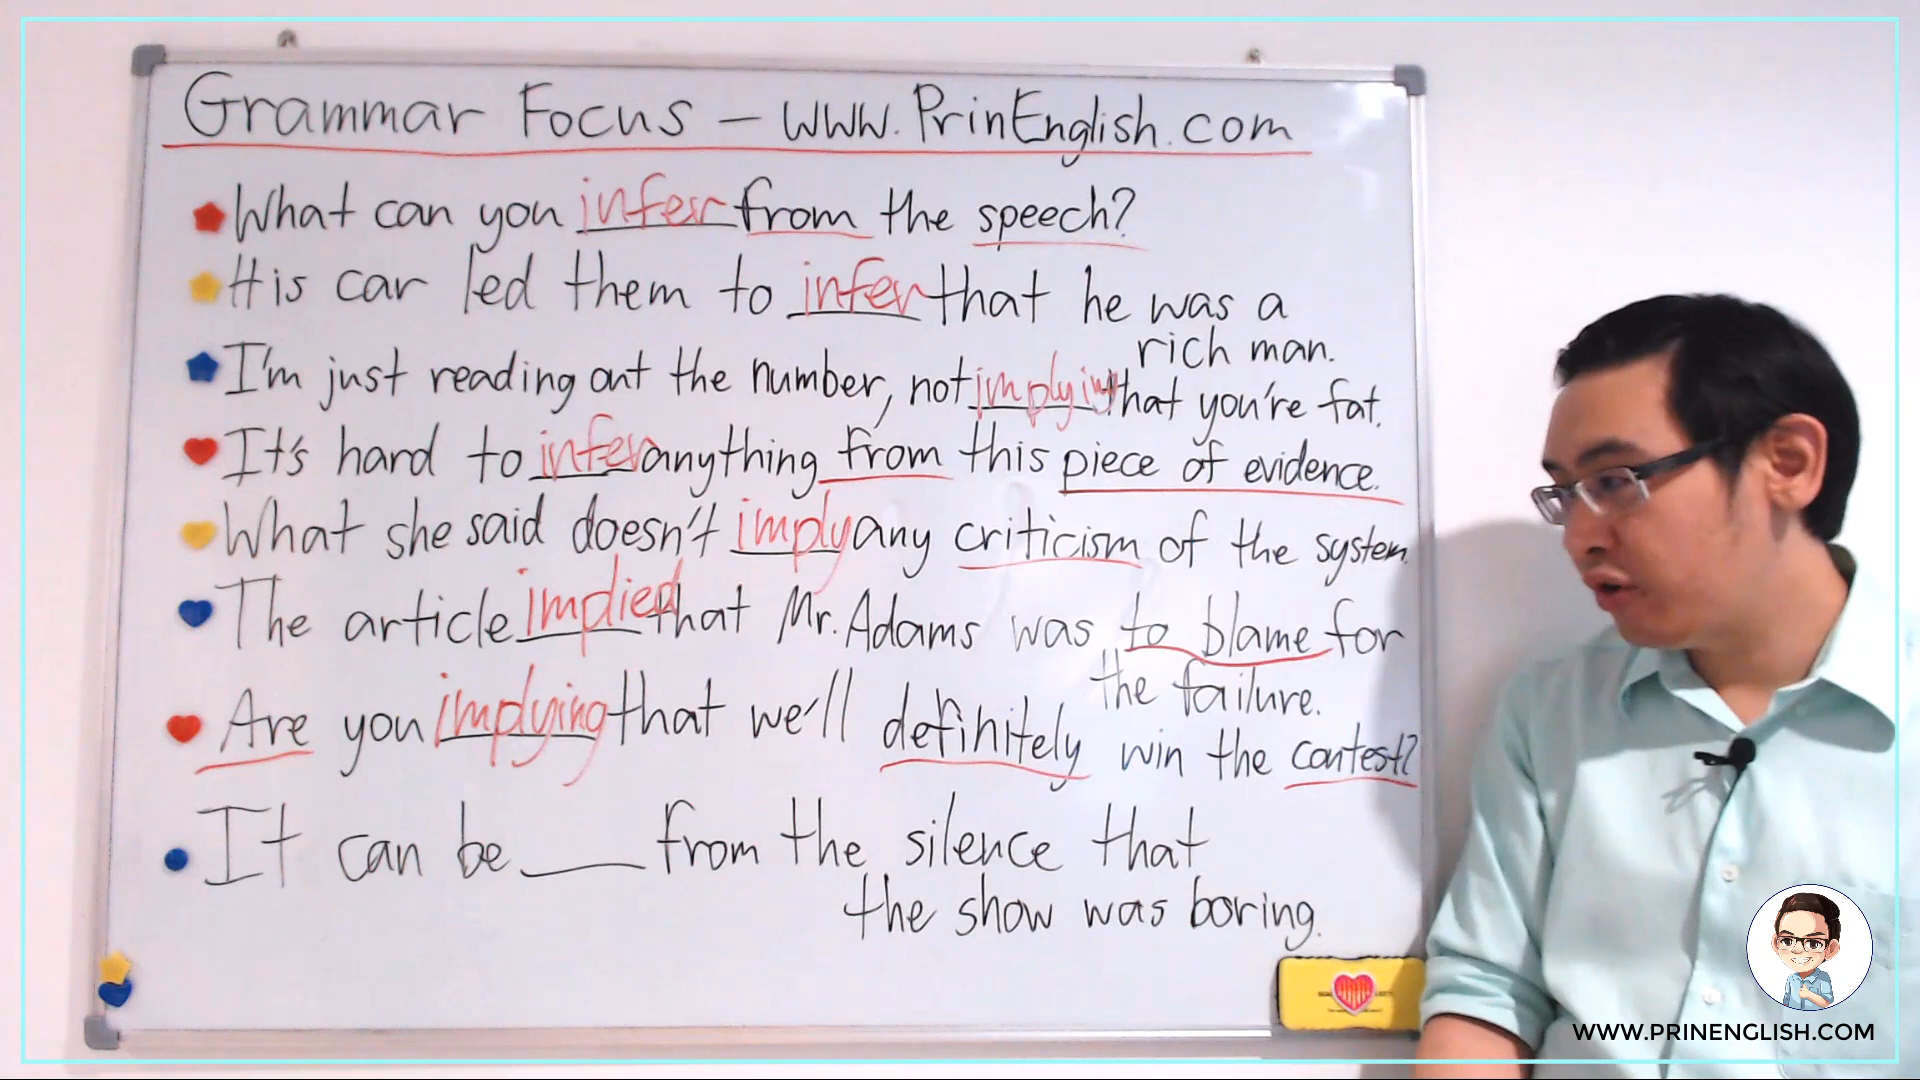 Grammar Focus – www.PrinEnglish.com
What can you infer from the speech?
His car led them to infer that he was a
rich man.
I'm just reading out the number, not implying that you're fat.
It's hard to infer anything from this piece of evidence.
What she said doesn't imply any criticism of the system.
The article implied that Mr. Adams was to blame for
the failure.
Are you implying that we'll definitely win the contest?
It can be ___ from the silence that
the show was boring.
WWW.PRINENGLISH.COM